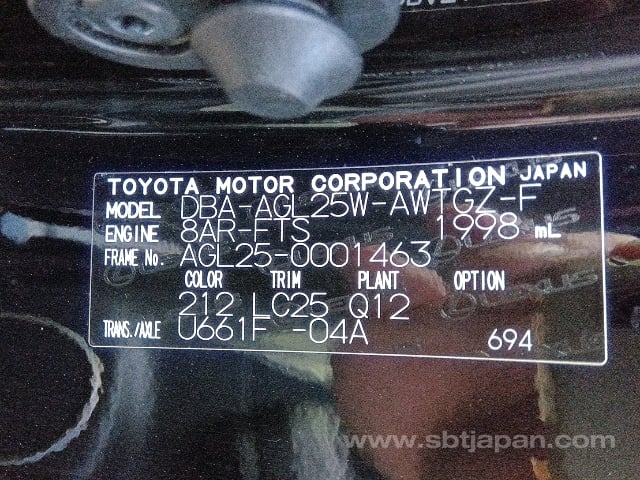 TOYOTA MOTOR CORPORATION JAPAN
MODEL DBA-AGL25W-AWTGZ-F
ENGINE 8AR-FTS 1998 mL
FRAME No. AGL25-0001463
COLOR TRIM PLANT OPTION
212 LC25 Q12
TRANS./AXLE U661F -04A
694
LEXUS
www.sbtjapan.com